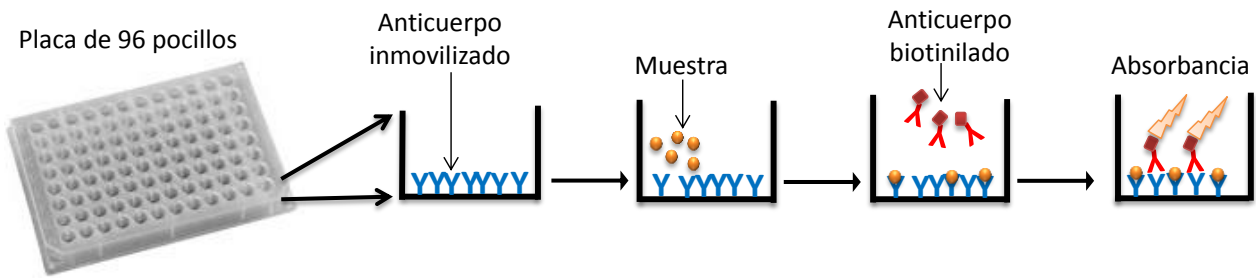 Placa de 96 pocillos
Anticuerpo
inmovilizado
Muestra
Anticuerpo
biotinilado
Absorbancia